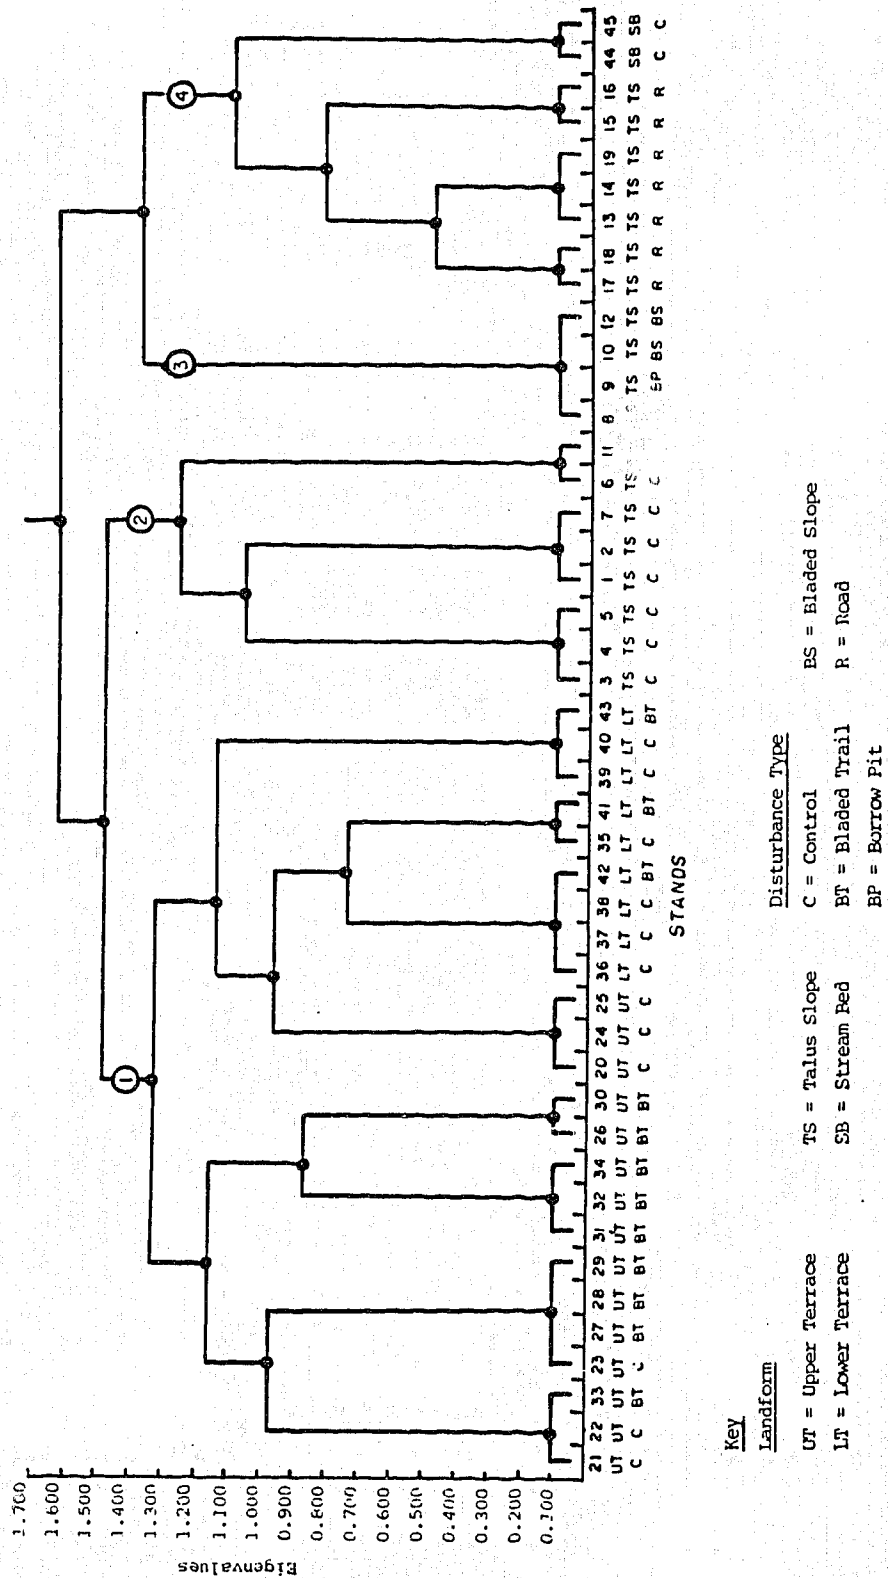 Eigenvalues
1.700
1.600
1.500
1.400
1.300
1.200
1.100
1.000
0.900
0.800
0.700
0.600
0.500
0.400
0.300
0.200
0.100
1
2
3
4
21 22 33 23 27 28 29 31 32 34 26 30 20 24 25 36 37 38 42 35 41 39 40 43 3 4 5 1 2 7 6 11 8 9 10 12 17 18 13 14 19 15 16 44 45
UT UT UT UT UT UT UT UT UT UT UT UT UT UT UT LT LT LT LT LT LT LT LT LT TS TS TS TS TS TS TS TS TS TS TS TS TS TS TS TS TS SB SB
C C BT C BT BT BT BT BT BT BT BT C C C C C C BT C BT C C BT C C C C C C C BP BS BS R R R R R R R C C
STANDS
Key
Landform
UT = Upper Terrace TS = Talus Slope
LT = Lower Terrace SB = Stream Bed
Disturbance Type
C = Control BS = Bladed Slope
BT = Bladed Trail R = Road
BP = Borrow Pit